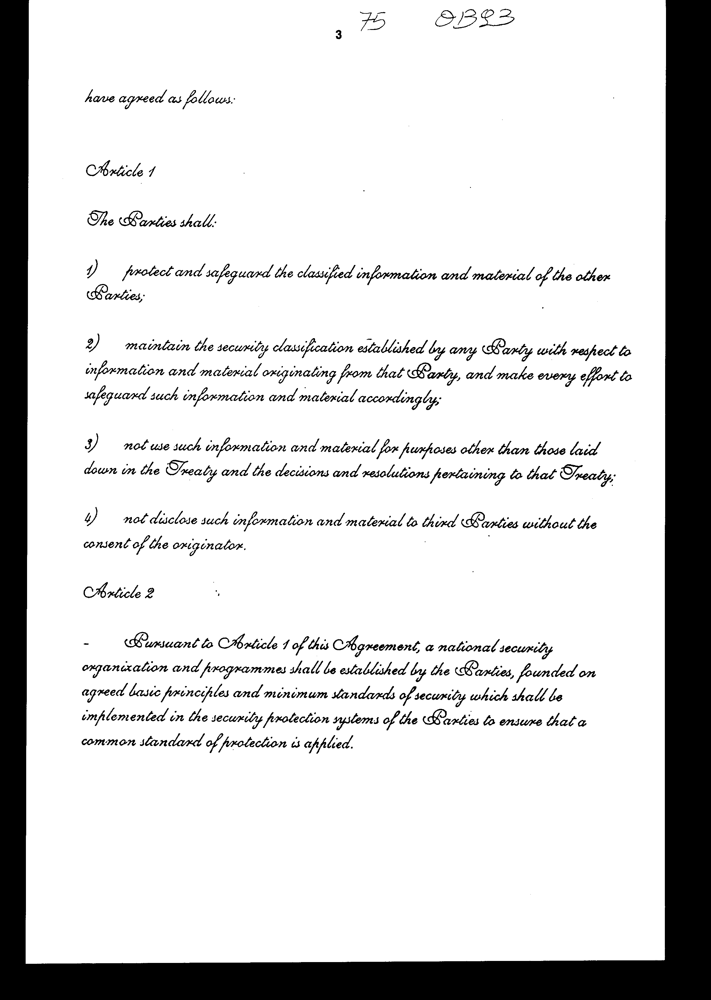 75 OB23
3
have agreed as follows:
Article 1
The Parties shall:
1) protect and safeguard the classified information and material of the other
Parties;
2) maintain the security classification established by any Party with respect to
information and material originating from that Party, and make every effort to
safeguard such information and material accordingly;
3) not use such information and material for purposes other than those laid
down in the Treaty and the decisions and resolutions pertaining to that Treaty;
4) not disclose such information and material to third Parties without the
consent of the originator.
Article 2
- Pursuant to Article 1 of this Agreement, a national security
organization and programmes shall be established by the Parties, founded on
agreed basic principles and minimum standards of security which shall be
implemented in the security protection systems of the Parties to ensure that a
common standard of protection is applied.